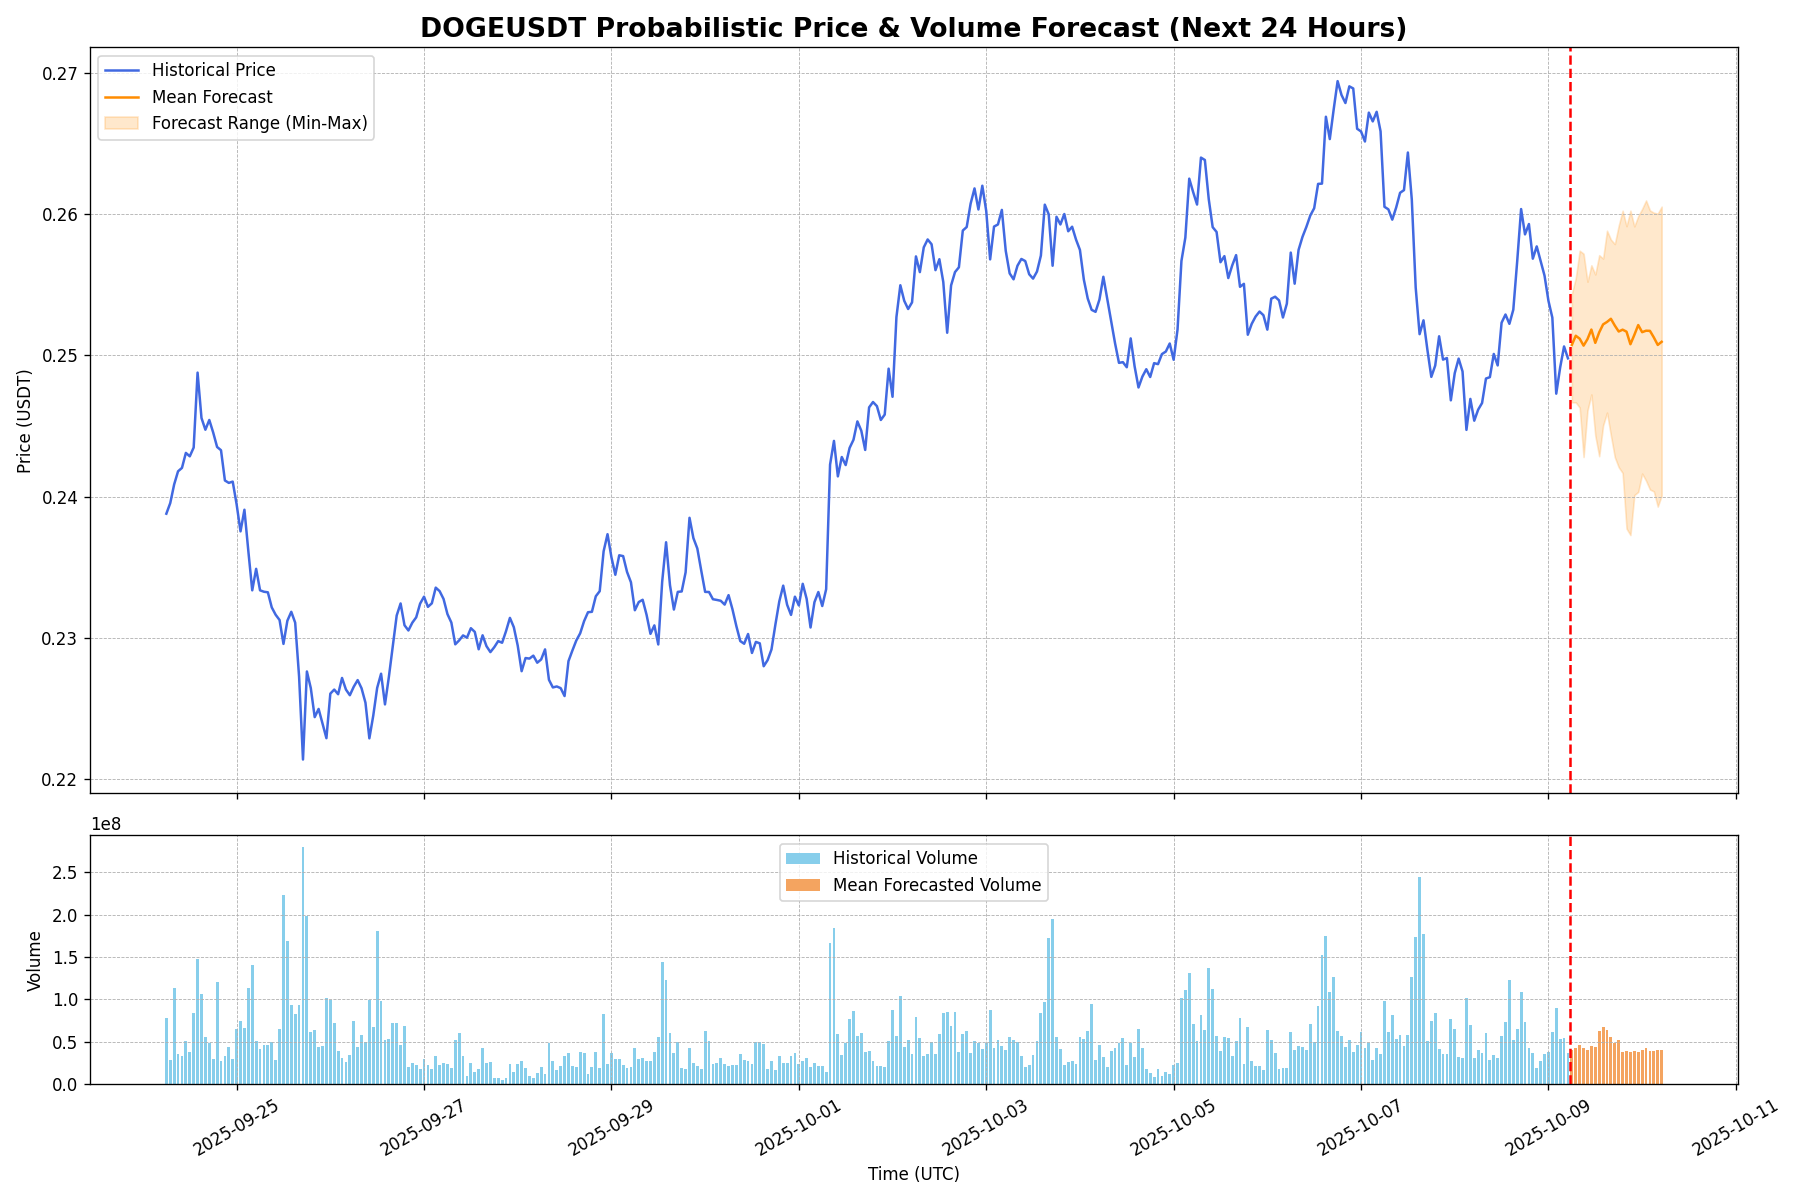 DOGEUSDT Probabilistic Price & Volume Forecast (Next 24 Hours)
Historical Price
Mean Forecast
Forecast Range (Min-Max)
Price (USDT)
0.27
0.26
0.25
0.24
0.23
0.22
1e8
Historical Volume
Mean Forecasted Volume
Volume
2.5
2.0
1.5
1.0
0.5
0.0
2025-09-25
2025-09-27
2025-09-29
2025-10-01
2025-10-03
2025-10-05
2025-10-07
2025-10-09
2025-10-11
Time (UTC)